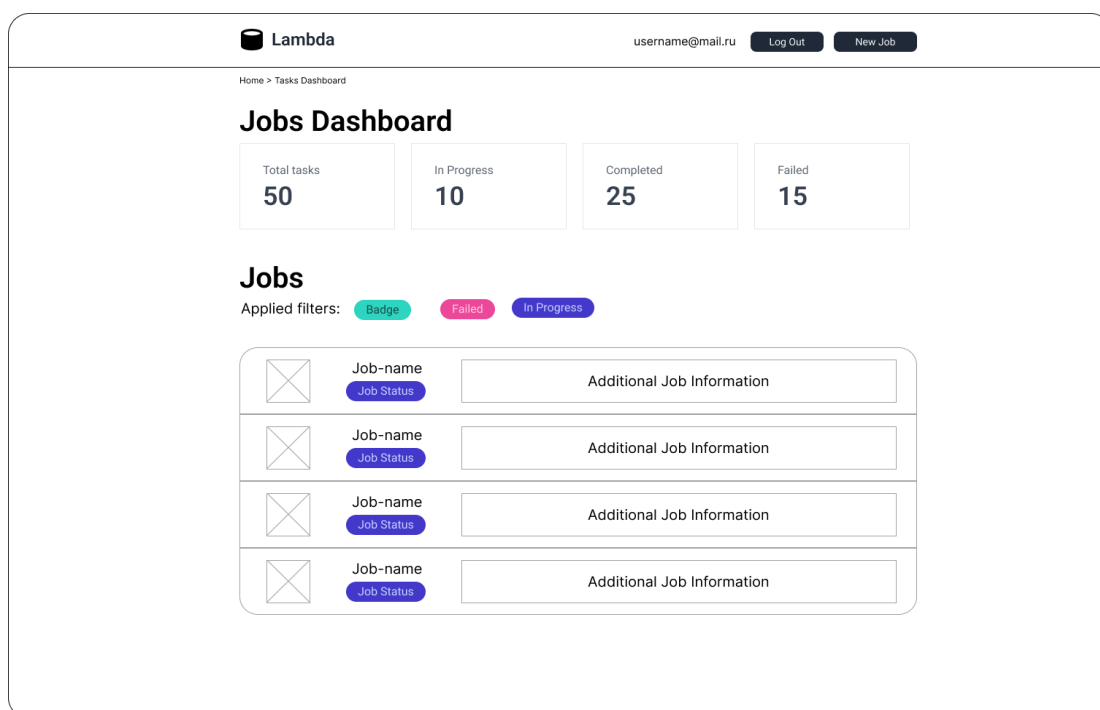 Lambda
username@mail.ru Log Out New Job
Home > Tasks Dashboard
Jobs Dashboard
Total tasks In Progress Completed Failed
50 10 25 15
Jobs
Applied filters: Badge Failed In Progress
Job-name
Job Status
Additional Job Information
Job-name
Job Status
Additional Job Information
Job-name
Job Status
Additional Job Information
Job-name
Job Status
Additional Job Information